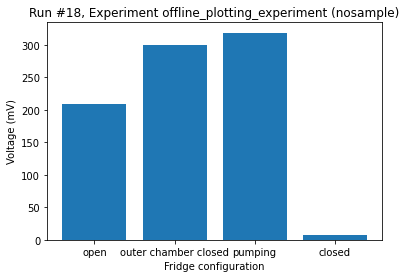 Run #18, Experiment offline_plotting_experiment (nosample)
300
250
200
150
100
50
0
Voltage (mV)
open
outer chamber closed
pumping
closed
Fridge configuration